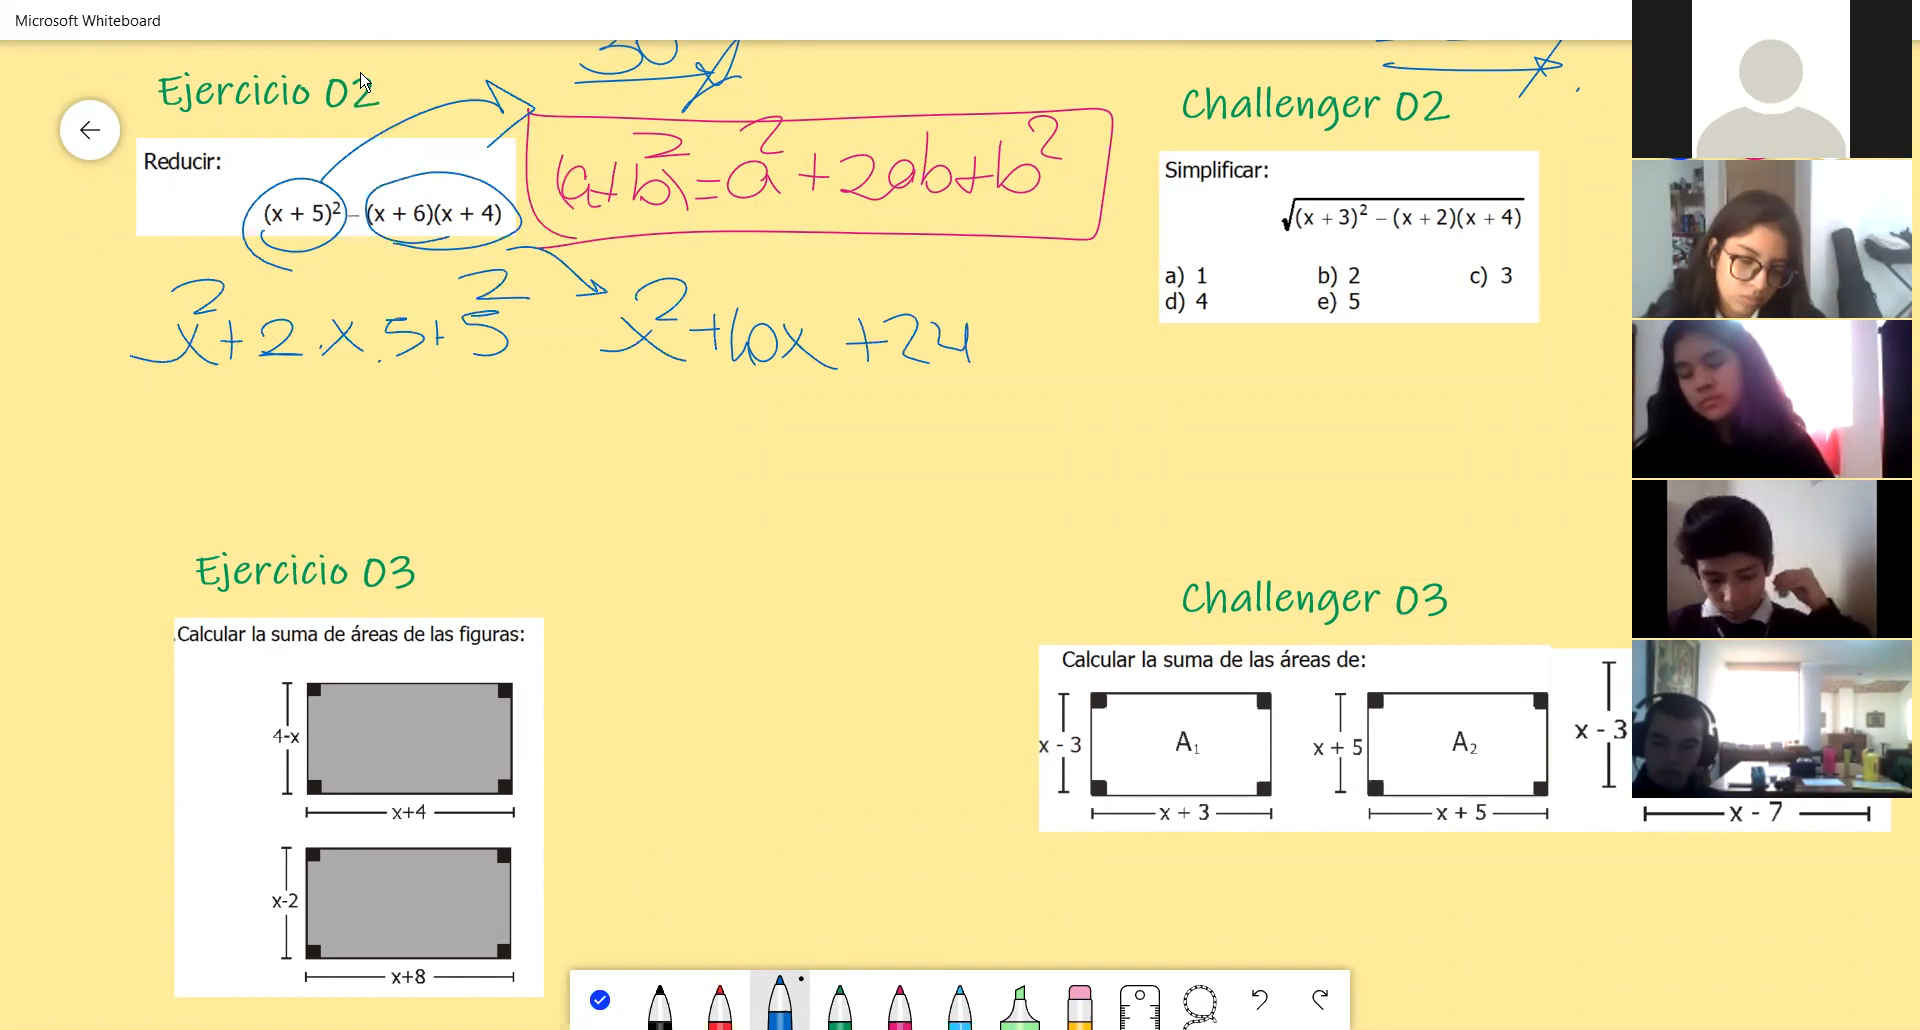 Microsoft Whiteboard
30
Ejercicio 02
Reducir:
(x + 5)² – (x + 6)(x + 4)
(a+b)²=a²+2ab+b²
x²+2.x.5+5²
x²+10x+24
Challenger 02
Simplificar:
√(x + 3)² – (x + 2)(x + 4)
a) 1 b) 2 c) 3
d) 4 e) 5
Ejercicio 03
Calcular la suma de áreas de las figuras:
4-x
x+4
x-2
x+8
Challenger 03
Calcular la suma de las áreas de:
x - 3
A₁
x + 3
x + 5
A₂
x + 5
x - 3
x - 7